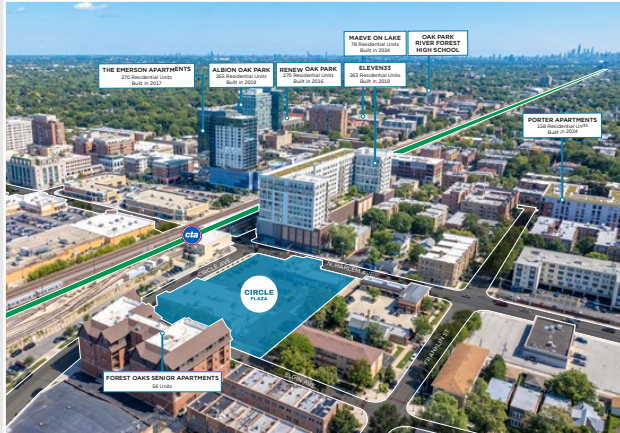 MAEVE ON LAKE
78 Residential Units
Built in 2024
OAK PARK
RIVER FOREST
HIGH SCHOOL
THE EMERSON APARTMENTS
270 Residential Units
Built in 2017
ALBION OAK PARK
265 Residential Units
Built in 2019
RENEW OAK PARK
270 Residential Units
Built in 2016
ELEVEN33
263 Residential Units
Built in 2019
PORTER APARTMENTS
158 Residential Units
Built in 2024
cta
CIRCLE AVE
N. HARLEM AVE
CIRCLE
PLAZA
FRANKLIN ST
ELGIN AVE
FOREST OAKS SENIOR APARTMENTS
56 Units